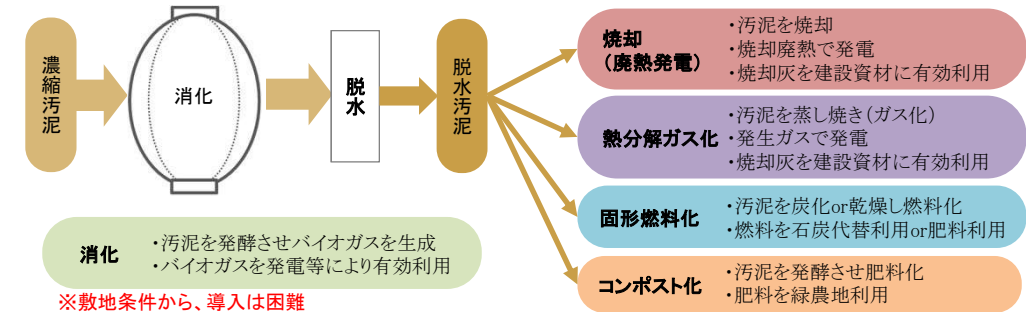 濃縮汚泥
消化
脱水
脱水汚泥
焼却
(廃熱発電)
・汚泥を焼却
・焼却廃熱で発電
・焼却灰を建設資材に有効利用
熱分解ガス化
・汚泥を蒸し焼き(ガス化)
・発生ガスで発電
・焼却灰を建設資材に有効利用
固形燃料化
・汚泥を炭化or乾燥し燃料化
・燃料を石炭代替利用or肥料利用
コンポスト化
・汚泥を発酵させ肥料化
・肥料を緑農地利用
消化
・汚泥を発酵させバイオガスを生成
・バイオガスを発電等により有効利用
※敷地条件から、導入は困難